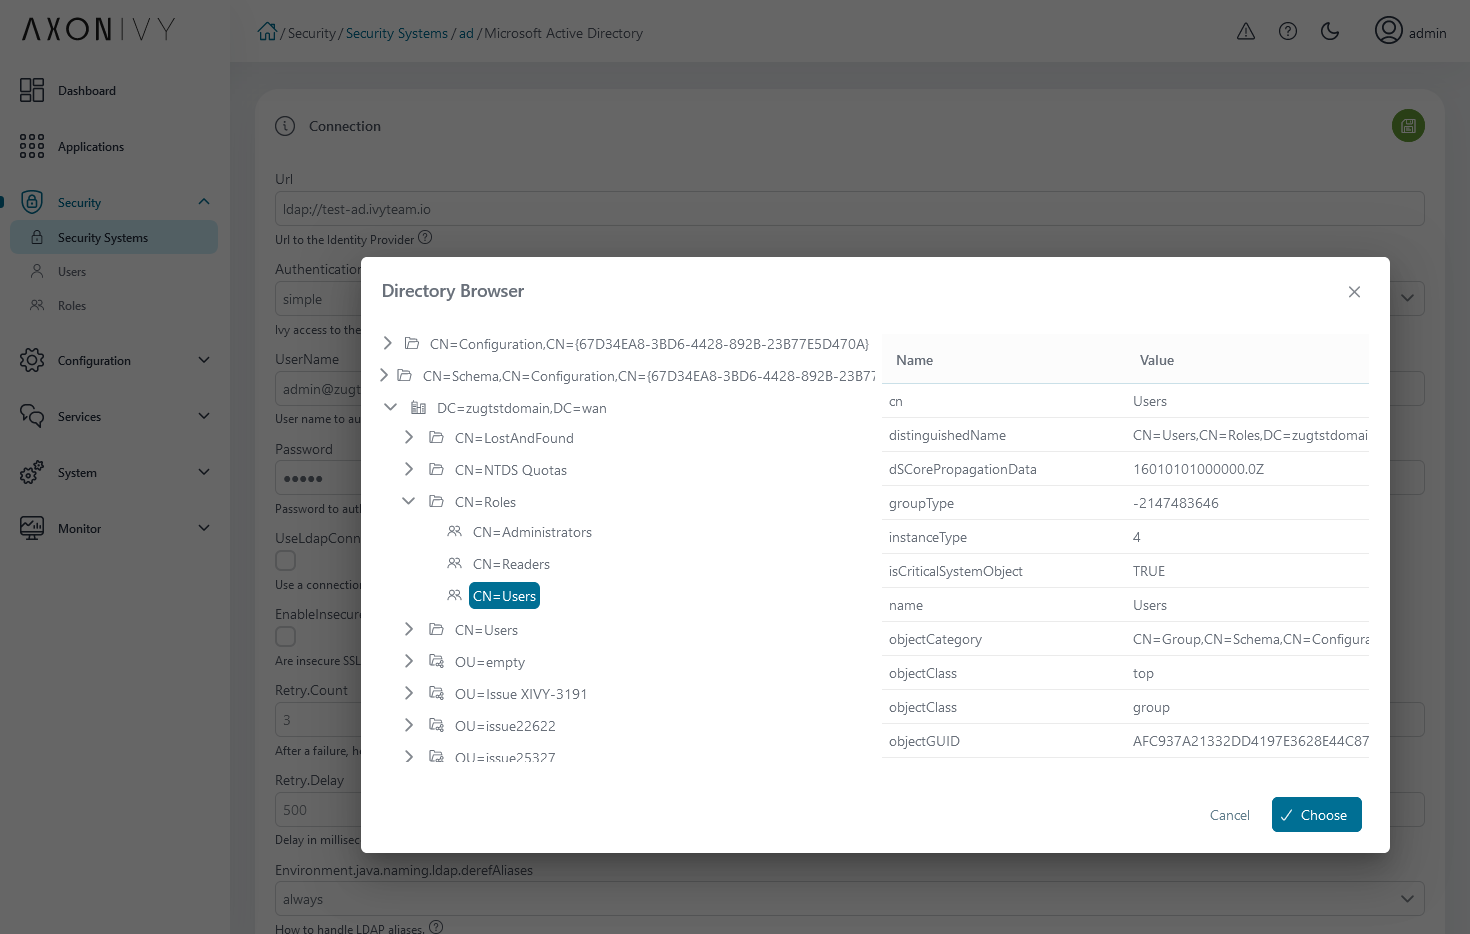 AXONIVY
/ Security / Security Systems / ad / Microsoft Active Directory
admin
Dashboard
Applications
Security
Security Systems
Users
Roles
Configuration
Services
System
Monitor
Connection
Url
ldap://test-ad.ivyteam.io
Url to the Identity Provider
Authentication
simple
Ivy access to the
UserName
admin@zugt
User name to au
Password
Password to aut
UseLdapConn
Use a connection
EnableInsecure
Are insecure SSL
Retry.Count
3
After a failure, h
Retry.Delay
500
Delay in millisec
Environment.java.naming.ldap.derefAliases
always
How to handle LDAP aliases.
Directory Browser
CN=Configuration,CN={67D34EA8-3BD6-4428-892B-23B77E5D470A}
CN=Schema,CN=Configuration,CN={67D34EA8-3BD6-4428-892B-23B77
DC=zugtstdomain,DC=wan
CN=LostAndFound
CN=NTDS Quotas
CN=Roles
CN=Administrators
CN=Readers
CN=Users
CN=Users
OU=empty
OU=Issue XIVY-3191
OU=issue22622
OU=issue25327
Name Value
cn Users
distinguishedName CN=Users,CN=Roles,DC=zugtstdomai
dSCorePropagationData 16010101000000.0Z
groupType -2147483646
instanceType 4
isCriticalSystemObject TRUE
name Users
objectCategory CN=Group,CN=Schema,CN=Configura
objectClass top
objectClass group
objectGUID AFC937A21332DD4197E3628E44C87
Cancel
Choose